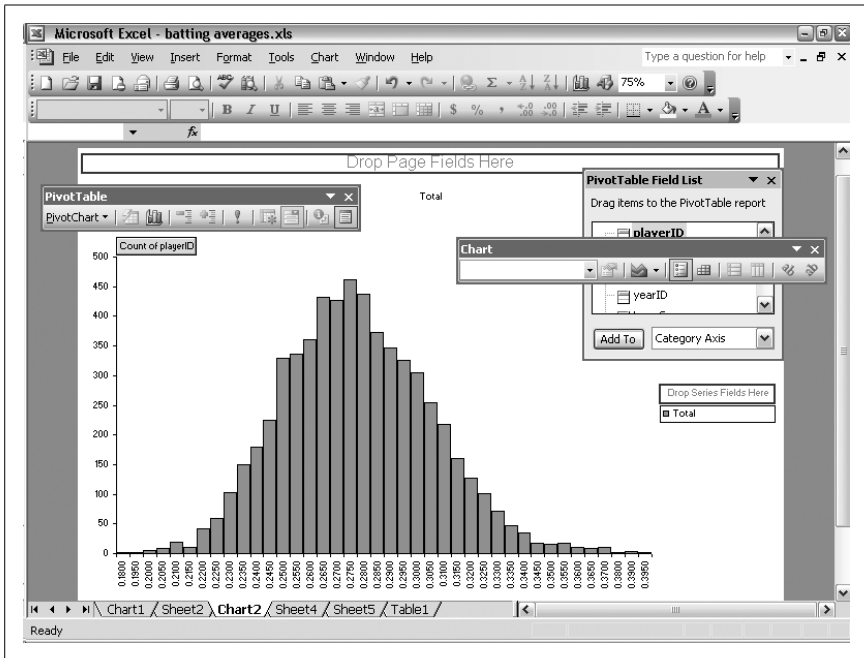 Microsoft Excel - batting averages.xls
File Edit View Insert Format Tools Chart Window Help Type a question for help
75%
Drop Page Fields Here
PivotTable
PivotChart
Total
PivotTable Field List
Drag items to the PivotTable report
playerID
Chart
yearID
Add To Category Axis
Drop Series Fields Here
Total
Count of playerID
500
450
400
350
300
250
200
150
100
50
0
0.1800 0.1950 0.2000 0.2050 0.2100 0.2150 0.2200 0.2250 0.2300 0.2350 0.2400 0.2450 0.2500 0.2550 0.2600 0.2650 0.2700 0.2750 0.2800 0.2850 0.2900 0.2950 0.3000 0.3050 0.3100 0.3150 0.3200 0.3250 0.3300 0.3350 0.3400 0.3450 0.3500 0.3550 0.3600 0.3650 0.3700 0.3800 0.3900 0.3950
Chart1 Sheet2 Chart2 Sheet4 Sheet5 Table1
Ready